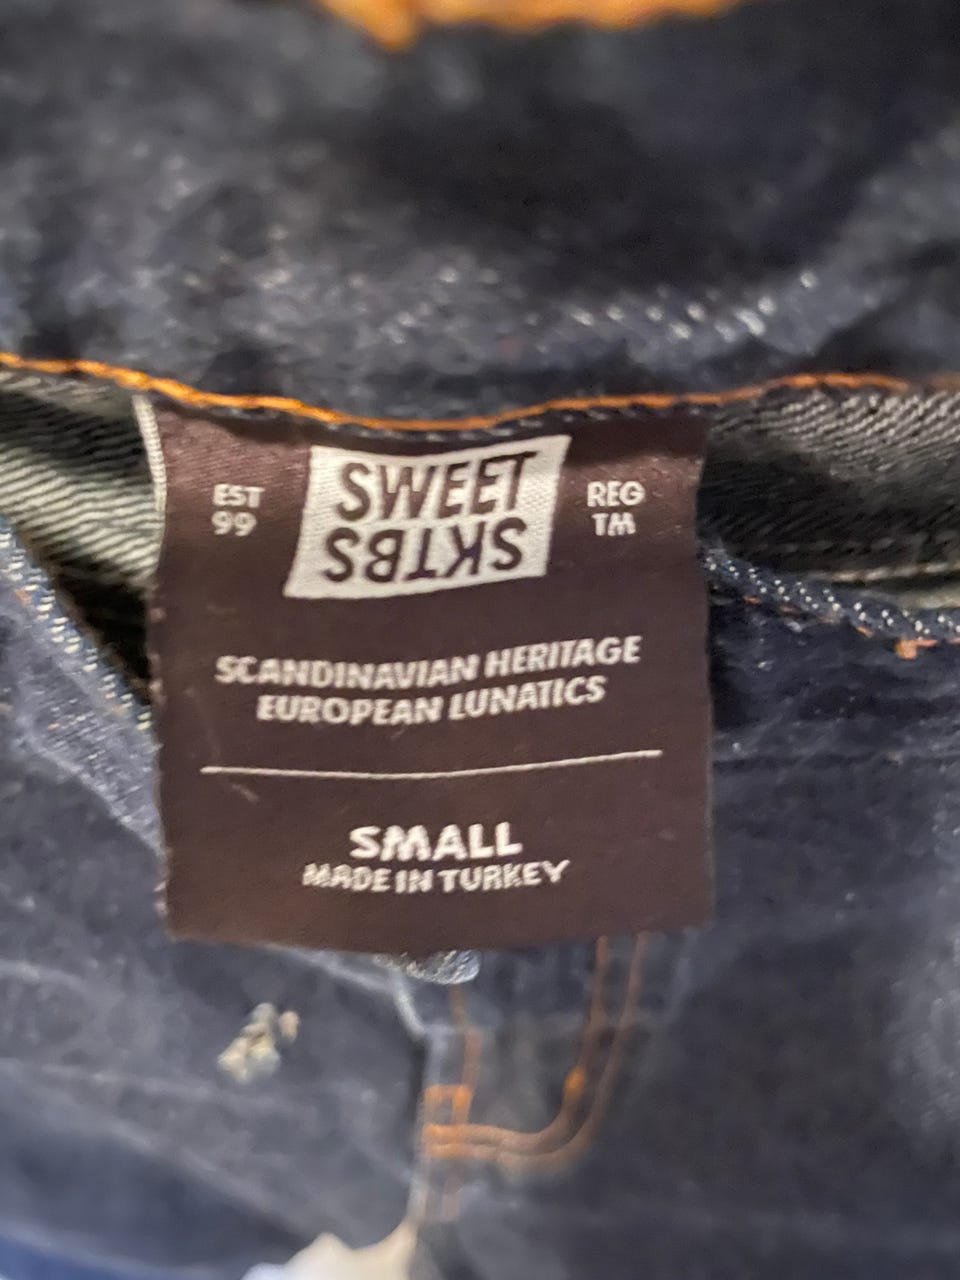 EST
99
SWEET
SKTBS
REG
TM
SCANDINAVIAN HERITAGE
EUROPEAN LUNATICS
SMALL
MADE IN TURKEY